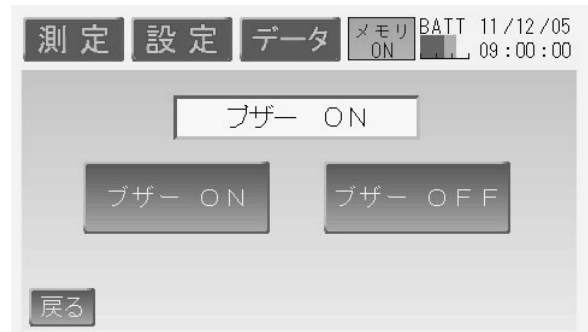 測定 設定 データ メモリ ON BATT 11/12/05 09:00:00
ブザー ON
ブザー ON ブザー OFF
戻る